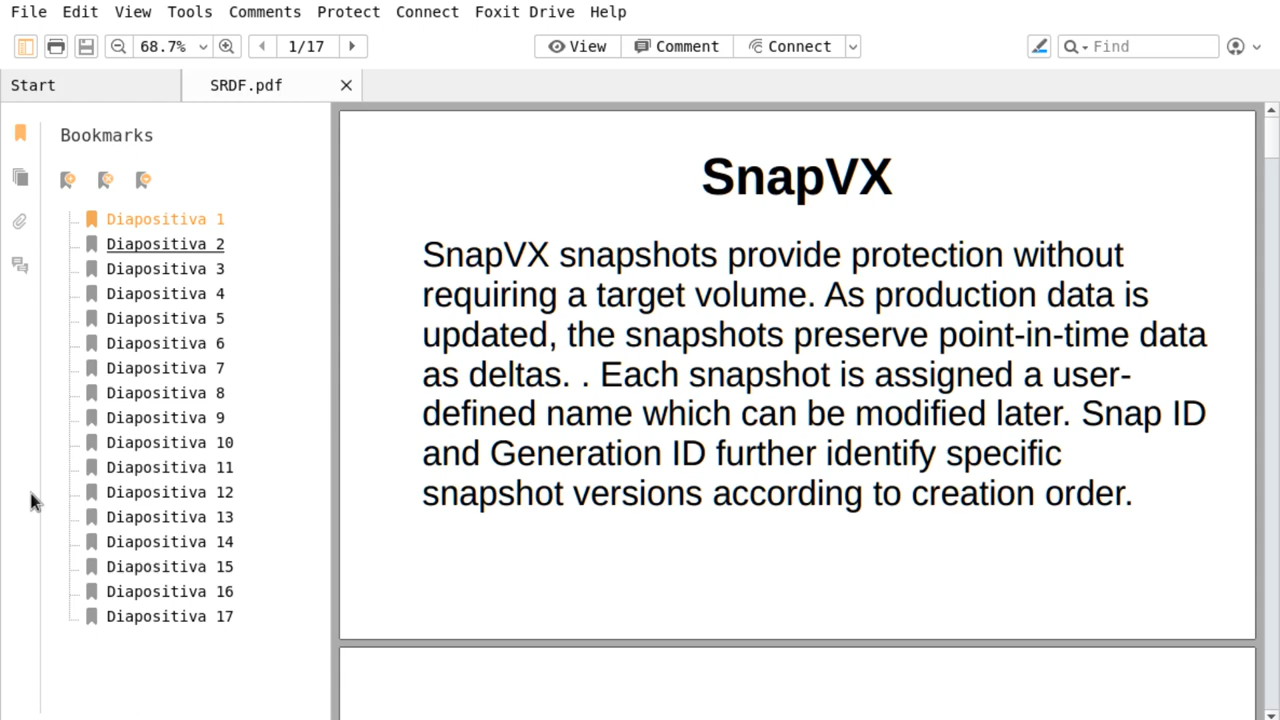 File Edit View Tools Comments Protect Connect Foxit Drive Help
68.7% 1/17 View Comment Connect Find
Start SRDF.pdf
Bookmarks
Diapositiva 1
Diapositiva 2
Diapositiva 3
Diapositiva 4
Diapositiva 5
Diapositiva 6
Diapositiva 7
Diapositiva 8
Diapositiva 9
Diapositiva 10
Diapositiva 11
Diapositiva 12
Diapositiva 13
Diapositiva 14
Diapositiva 15
Diapositiva 16
Diapositiva 17
SnapVX
SnapVX snapshots provide protection without
requiring a target volume. As production data is
updated, the snapshots preserve point-in-time data
as deltas. . Each snapshot is assigned a user-
defined name which can be modified later. Snap ID
and Generation ID further identify specific
snapshot versions according to creation order.